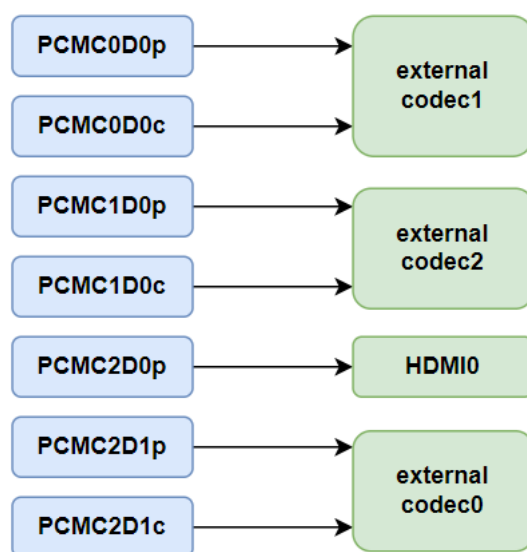 PCMC0D0p
external
codec1
PCMC0D0c
PCMC1D0p
external
codec2
PCMC1D0c
PCMC2D0p
HDMI0
PCMC2D1p
external
codec0
PCMC2D1c